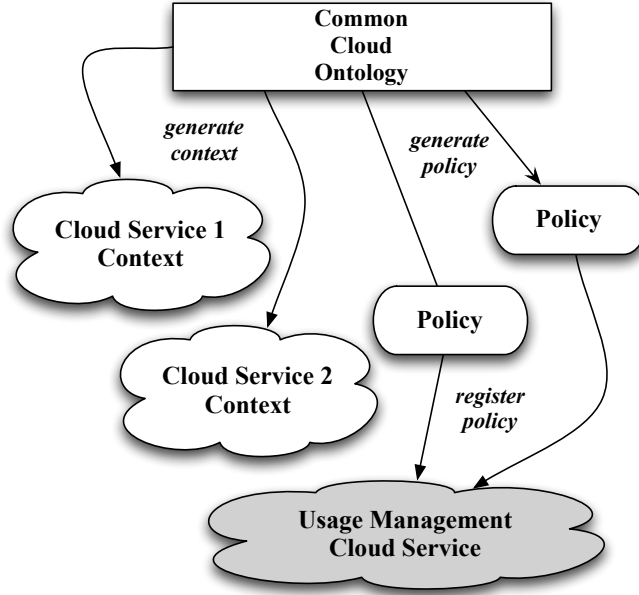 Common
Cloud
Ontology
generate
context
generate
policy
Cloud Service 1
Context
Policy
Policy
Cloud Service 2
Context
register
policy
Usage Management
Cloud Service